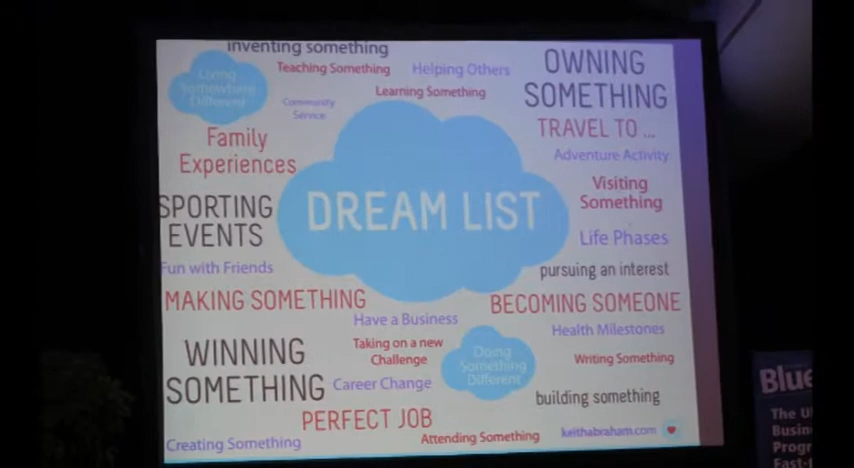 inventing something
Teaching Something
Helping Others
OWNING
SOMETHING
Living
Somewhere
Different
Learning Something
Community
Service
TRAVEL TO ...
Family
Experiences
Adventure Activity
Visiting
Something
SPORTING
EVENTS
DREAM LIST
Life Phases
Fun with Friends
pursuing an interest
MAKING SOMETHING
BECOMING SOMEONE
Have a Business
Health Milestones
Taking on a new
Challenge
Doing
Something
Different
WINNING
SOMETHING
Writing Something
Career Change
building something
PERFECT JOB
Creating Something
Attending Something
keithabraham.com
Blue
The
Busin
Progr
Fast-